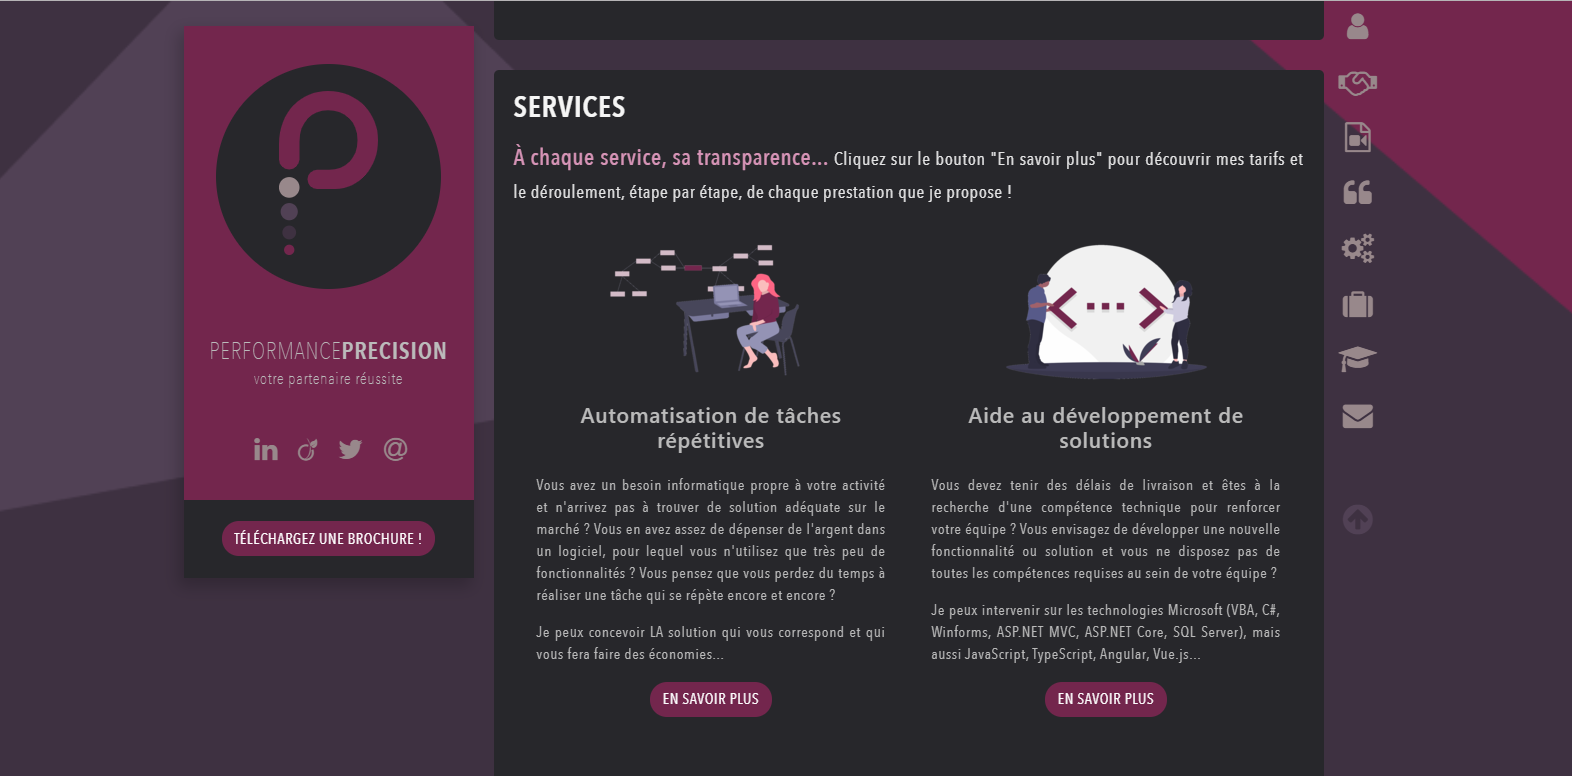 PERFORMANCEPRECISION
votre partenaire réussite
TÉLÉCHARGEZ UNE BROCHURE !
SERVICES
À chaque service, sa transparence... Cliquez sur le bouton "En savoir plus" pour découvrir mes tarifs et
le déroulement, étape par étape, de chaque prestation que je propose !
Automatisation de tâches
répétitives
Vous avez un besoin informatique propre à votre activité
et n'arrivez pas à trouver de solution adéquate sur le
marché ? Vous en avez assez de dépenser de l'argent dans
un logiciel, pour lequel vous n'utilisez que très peu de
fonctionnalités ? Vous pensez que vous perdez du temps à
réaliser une tâche qui se répète encore et encore ?
Je peux concevoir LA solution qui vous correspond et qui
vous fera faire des économies...
EN SAVOIR PLUS
Aide au développement de
solutions
Vous devez tenir des délais de livraison et êtes à la
recherche d'une compétence technique pour renforcer
votre équipe ? Vous envisagez de développer une nouvelle
fonctionnalité ou solution et vous ne disposez pas de
toutes les compétences requises au sein de votre équipe ?
Je peux intervenir sur les technologies Microsoft (VBA, C#,
Winforms, ASP.NET MVC, ASP.NET Core, SQL Server), mais
aussi JavaScript, TypeScript, Angular, Vue.js...
EN SAVOIR PLUS